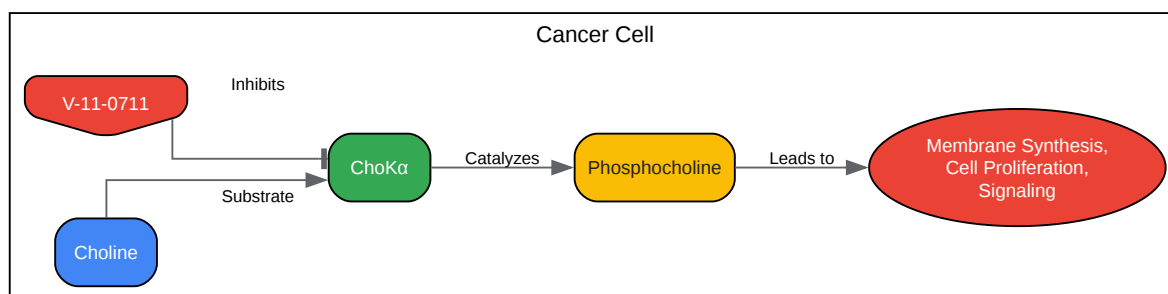 Cancer Cell
V-11-0711
Inhibits
ChoKα
Catalyzes
Phosphocholine
Leads to
Membrane Synthesis,
Cell Proliferation,
Signaling
Substrate
Choline